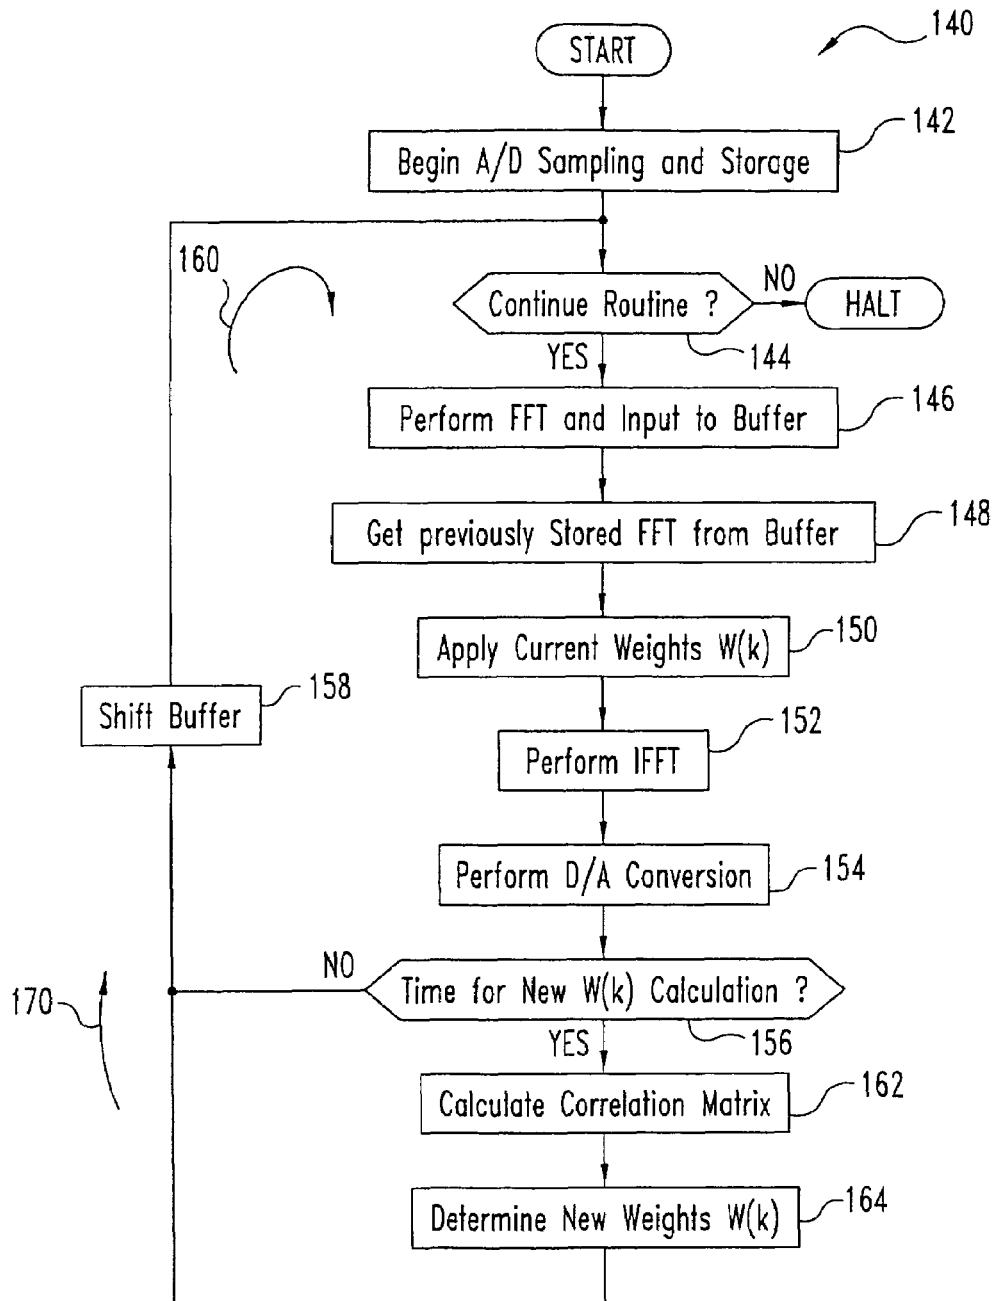 START
140
142
Begin A/D Sampling and Storage
160
Continue Routine ?
NO
HALT
144
YES
146
Perform FFT and Input to Buffer
148
Get previously Stored FFT from Buffer
150
Apply Current Weights W(k)
158
Shift Buffer
152
Perform IFFT
154
Perform D/A Conversion
NO
Time for New W(k) Calculation ?
170
156
YES
162
Calculate Correlation Matrix
164
Determine New Weights W(k)